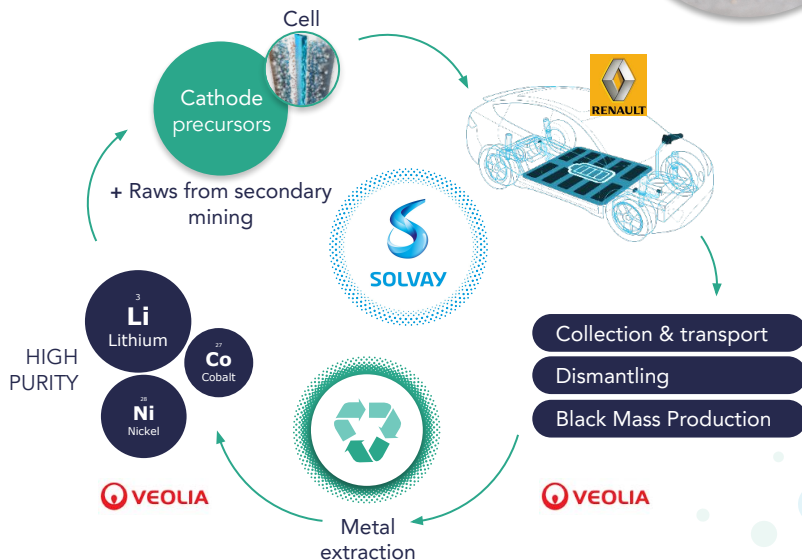 Cell
Cathode
precursors
+ Raws from secondary
mining
RENAULT
SOLVAY
3
Li
Lithium
27
Co
Cobalt
28
Ni
Nickel
HIGH
PURITY
VEOLIA
Metal
extraction
Collection & transport
Dismantling
Black Mass Production
VEOLIA